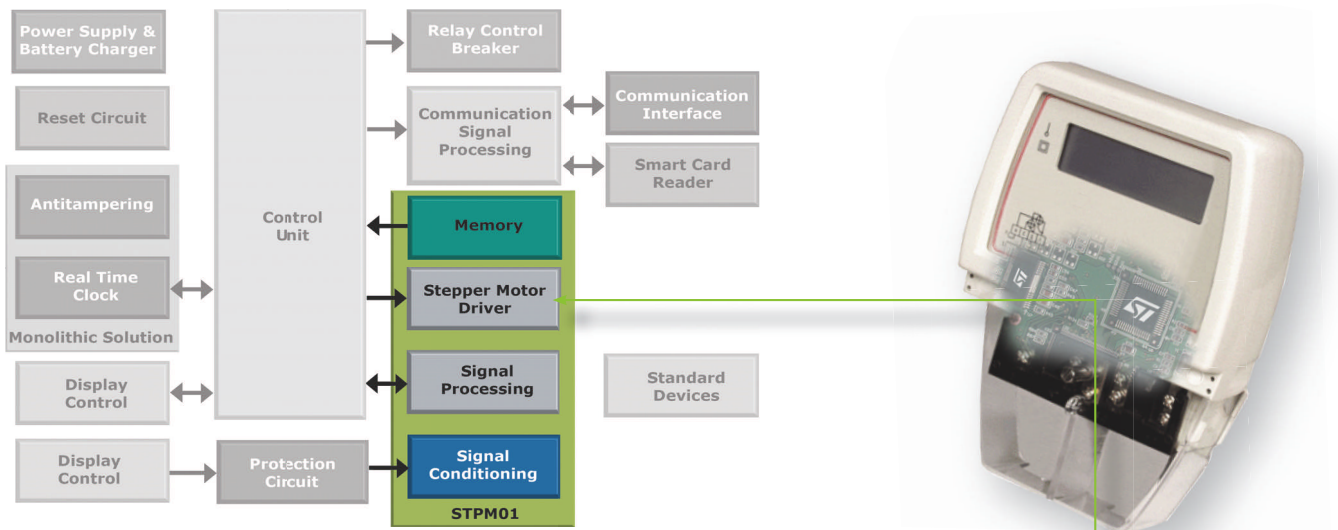 Power Supply &
Battery Charger
Reset Circuit
Antitampering
Real Time
Clock
Monolithic Solution
Display
Control
Display
Control
Control
Unit
Protection
Circuit
Relay Control
Breaker
Communication
Signal
Processing
Communication
Interface
Smart Card
Reader
Memory
Stepper Motor
Driver
Signal
Processing
Signal
Conditioning
STPM01
Standard
Devices
ST
ST